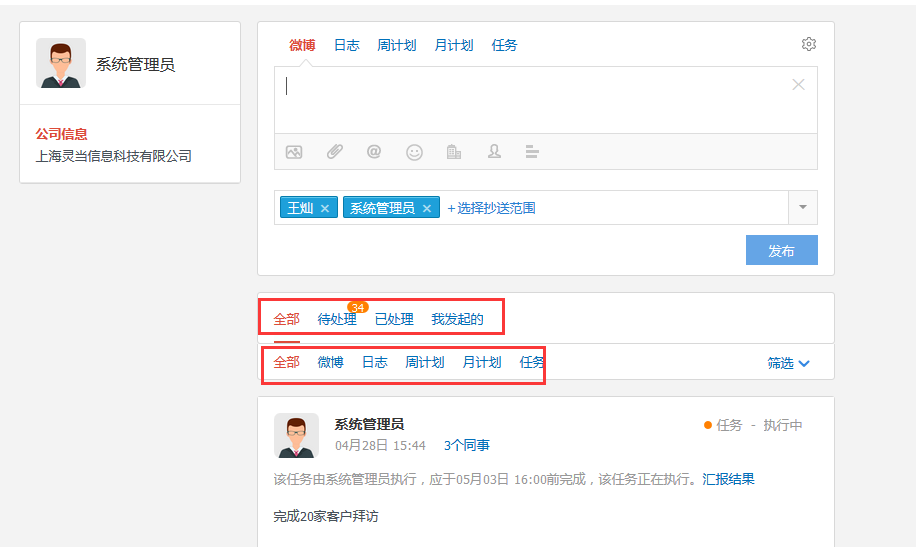 系统管理员
公司信息
上海灵当信息科技有限公司
微博 日志 周计划 月计划 任务
王灿 × 系统管理员 × +选择抄送范围
发布
全部 待处理 34 已处理 我发起的
全部 微博 日志 周计划 月计划 任务 筛选
系统管理员 任务 - 执行中
04月28日 15:44 3个同事
该任务由系统管理员执行，应于05月03日 16:00前完成，该任务正在执行。汇报结果
完成20家客户拜访